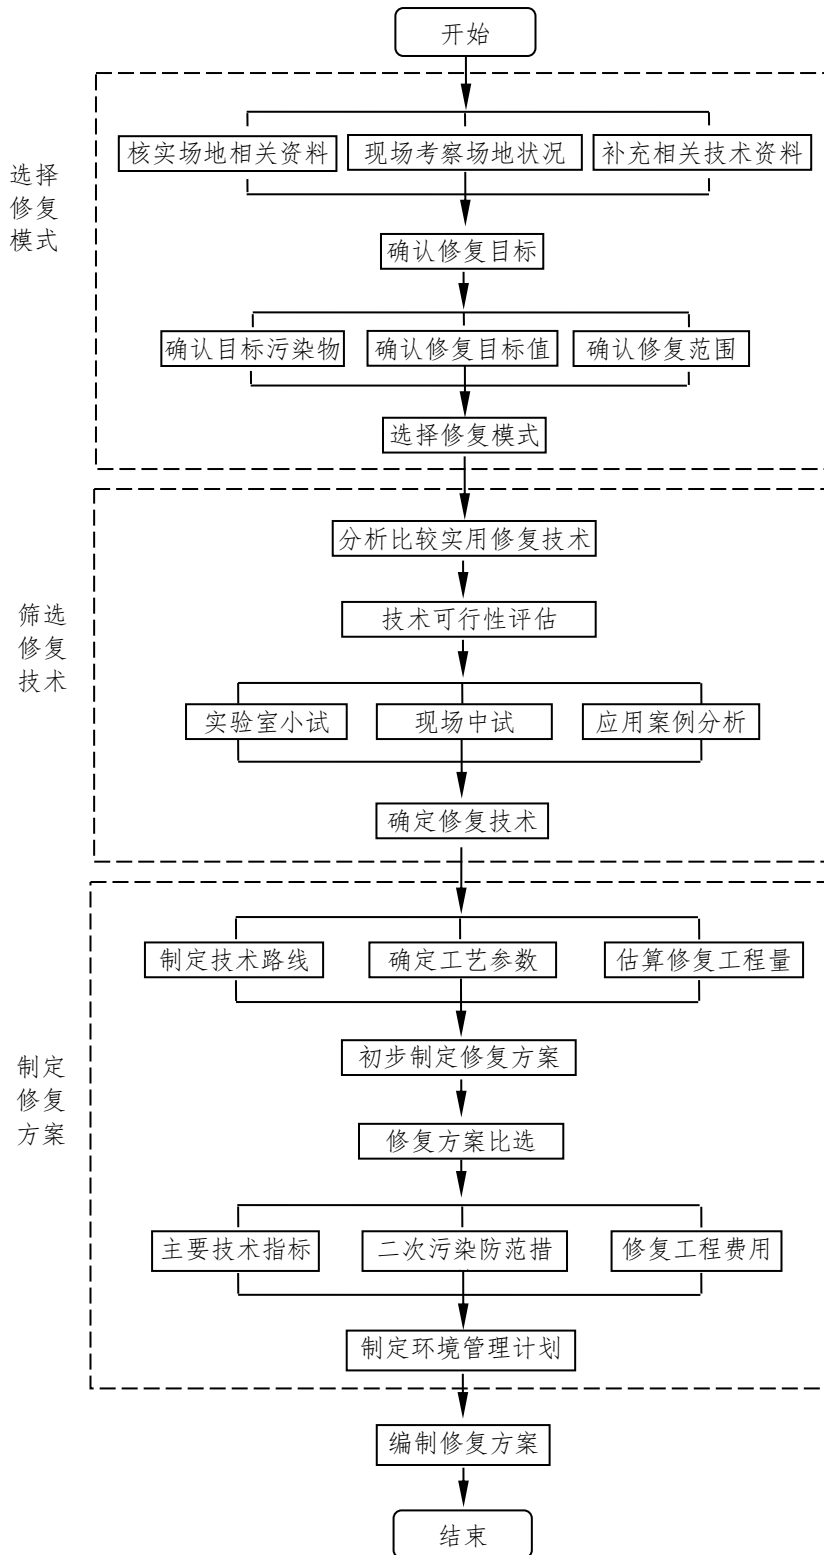 开始
选择
修复
模式
核实场地相关资料
现场考察场地状况
补充相关技术资料
确认修复目标
确认目标污染物
确认修复目标值
确认修复范围
选择修复模式
筛选
修复
技术
分析比较实用修复技术
技术可行性评估
实验室小试
现场中试
应用案例分析
确定修复技术
制定
修复
方案
制定技术路线
确定工艺参数
估算修复工程量
初步制定修复方案
修复方案比选
主要技术指标
二次污染防范措
修复工程费用
制定环境管理计划
编制修复方案
结束